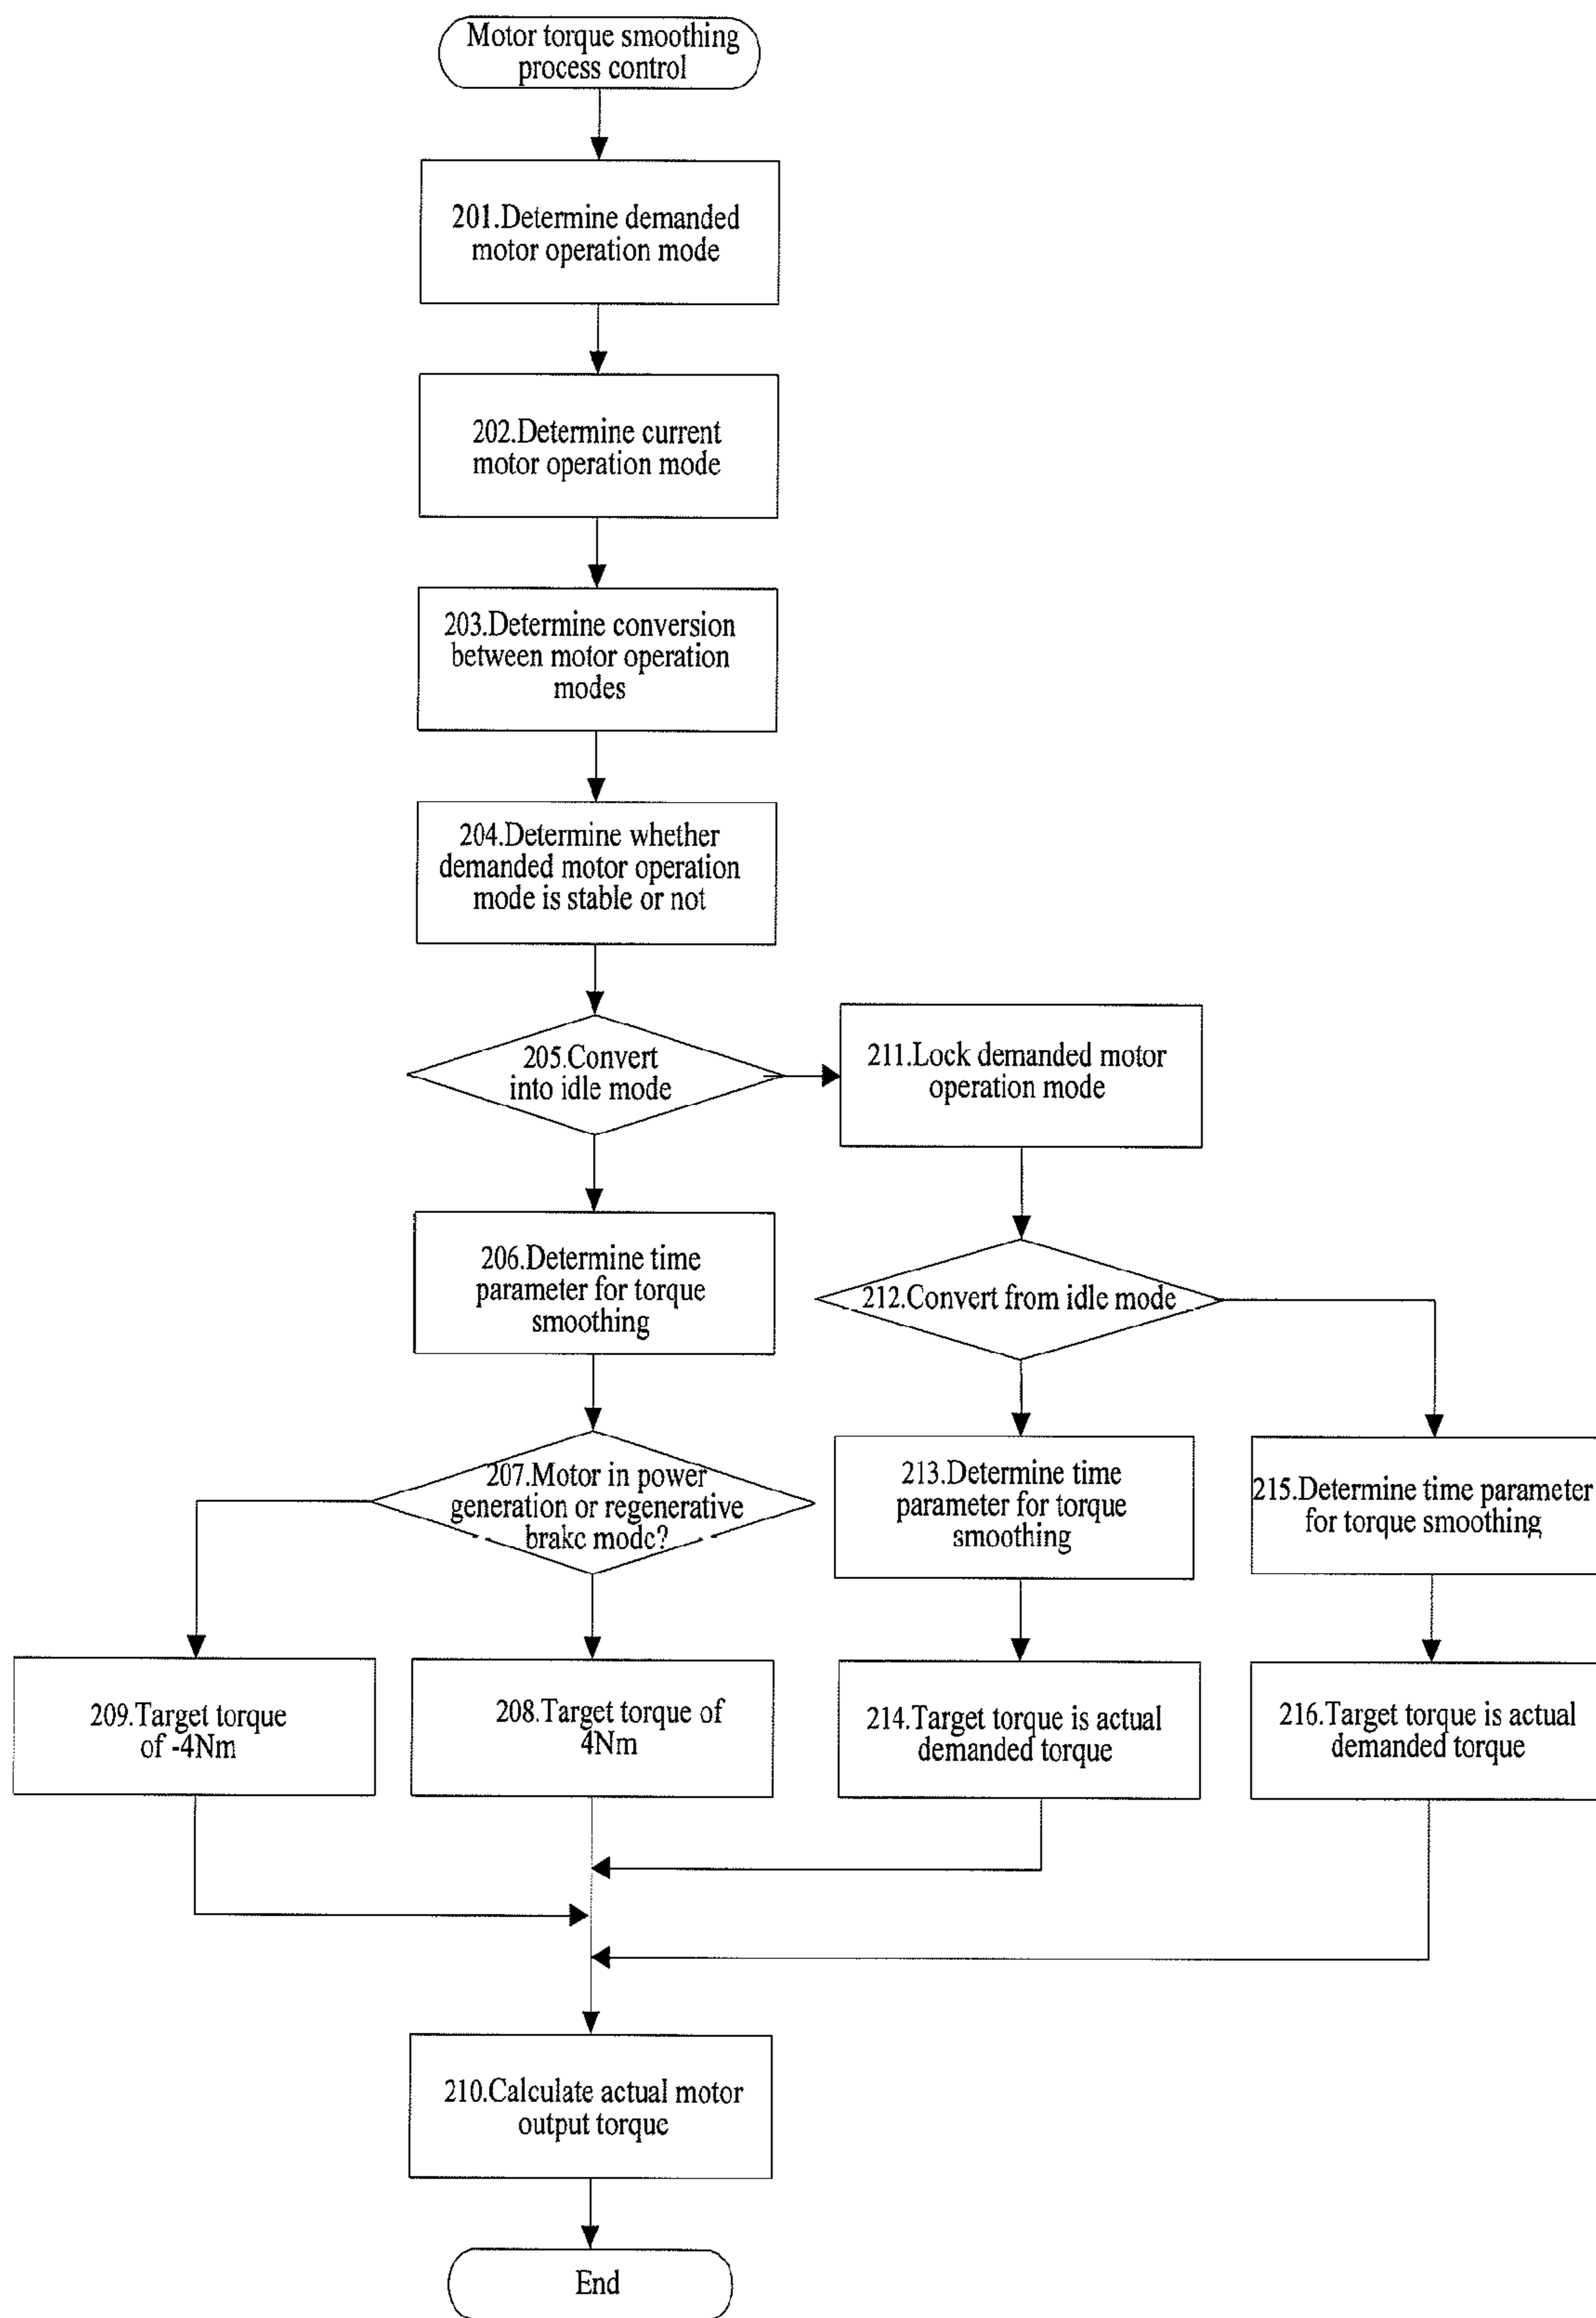 Motor torque smoothing
process control
201.Determine demanded
motor operation mode
202.Determine current
motor operation mode
203.Determine conversion
between motor operation
modes
204.Determine whether
demanded motor operation
mode is stable or not
205.Convert
into idle mode
211.Lock demanded motor
operation mode
206.Determine time
parameter for torque
smoothing
212.Convert from idle mode
207.Motor in power
generation or regenerative
brake mode?
213.Determine time
parameter for torque
smoothing
215.Determine time parameter
for torque smoothing
209.Target torque
of -4Nm
208.Target torque of
4Nm
214.Target torque is actual
demanded torque
216.Target torque is actual
demanded torque
210.Calculate actual motor
output torque
End